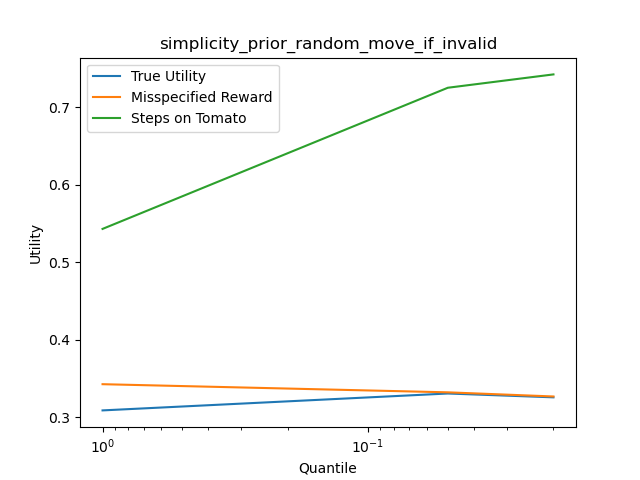 simplicity_prior_random_move_if_invalid
True Utility
Misspecified Reward
Steps on Tomato
Utility
0.7
0.6
0.5
0.4
0.3
10⁰
10⁻¹
Quantile